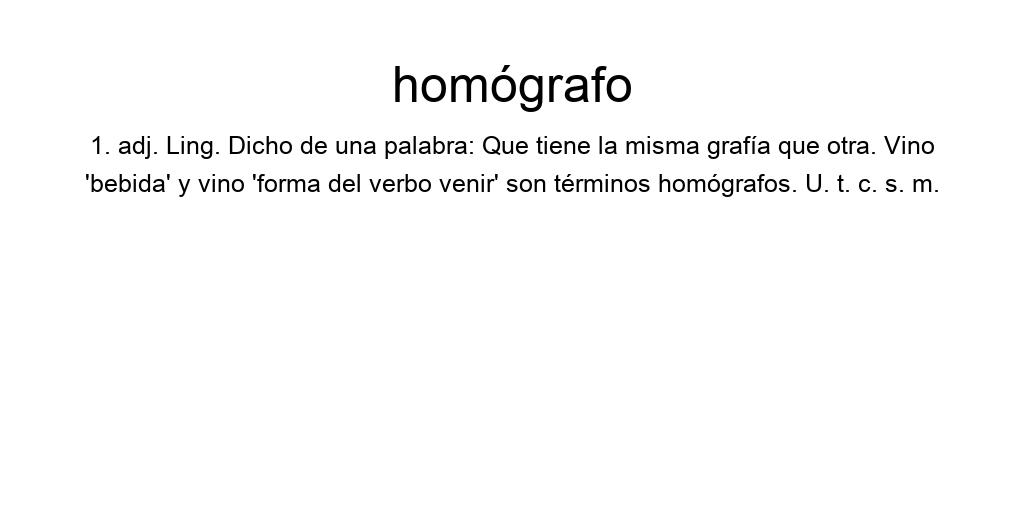 homógrafo
1. adj. Ling. Dicho de una palabra: Que tiene la misma grafía que otra. Vino
'bebida' y vino 'forma del verbo venir' son términos homógrafos. U. t. c. s. m.